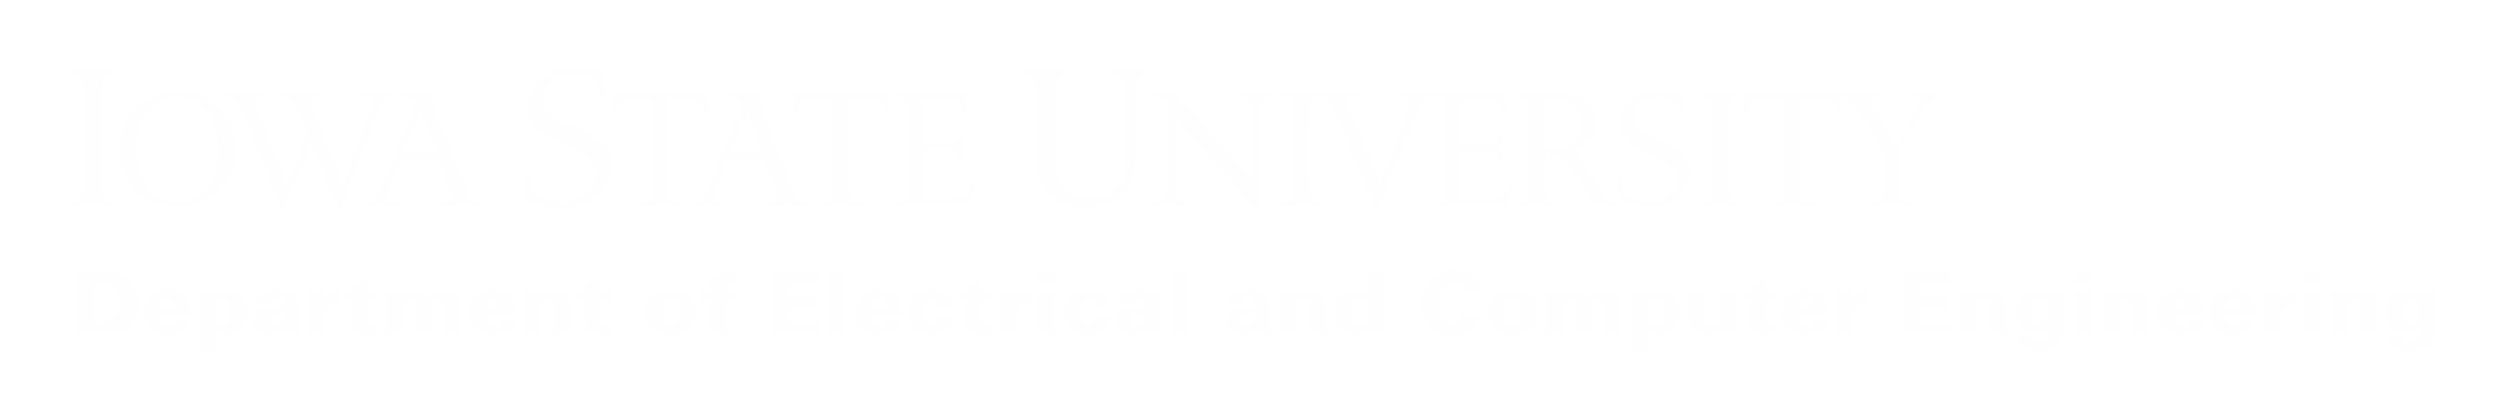 IOWA STATE UNIVERSITY
Department of Electrical and Computer Engineering